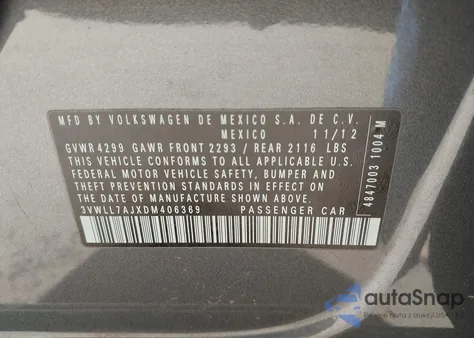 MFD BY VOLKSWAGEN DE MEXICO S.A. DE C.V.
MEXICO 11/12
GVWR 4299 GAWR FRONT 2293 / REAR 2116 LBS
THIS VEHICLE CONFORMS TO ALL APPLICABLE U.S.
FEDERAL MOTOR VEHICLE SAFETY, BUMPER AND
THEFT PREVENTION STANDARDS IN EFFECT ON THE
DATE OF MANUFACTURE SHOWN ABOVE.
3VWLL7AJXDM406369 PASSENGER CAR
4847003 1004 M
autoSnap